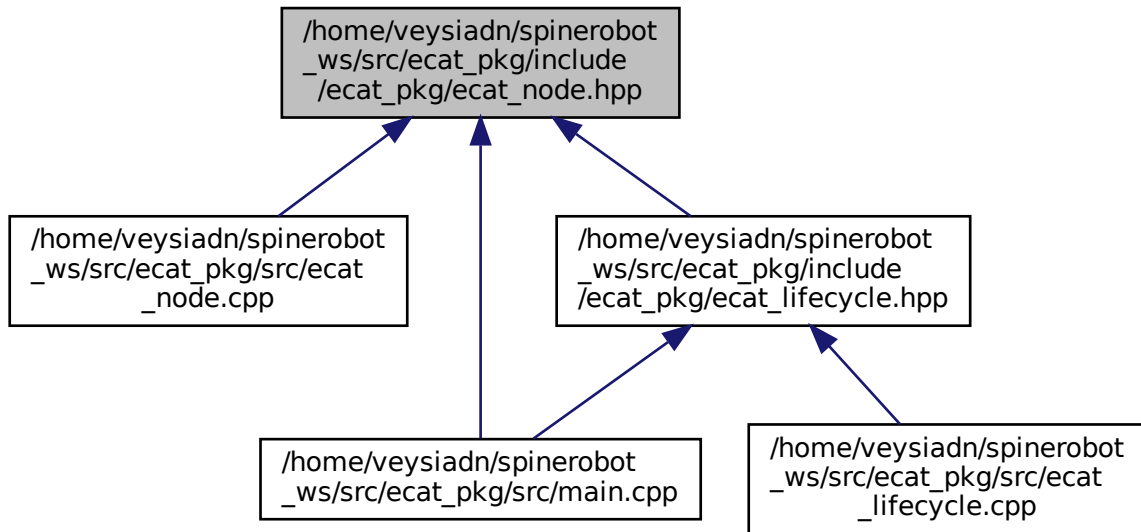 /home/veysiadn/spinerobot
_ws/src/ecat_pkg/include
/ecat_pkg/ecat_node.hpp
/home/veysiadn/spinerobot
_ws/src/ecat_pkg/src/ecat
_node.cpp
/home/veysiadn/spinerobot
_ws/src/ecat_pkg/include
/ecat_pkg/ecat_lifecycle.hpp
/home/veysiadn/spinerobot
_ws/src/ecat_pkg/src/main.cpp
/home/veysiadn/spinerobot
_ws/src/ecat_pkg/src/ecat
_lifecycle.cpp